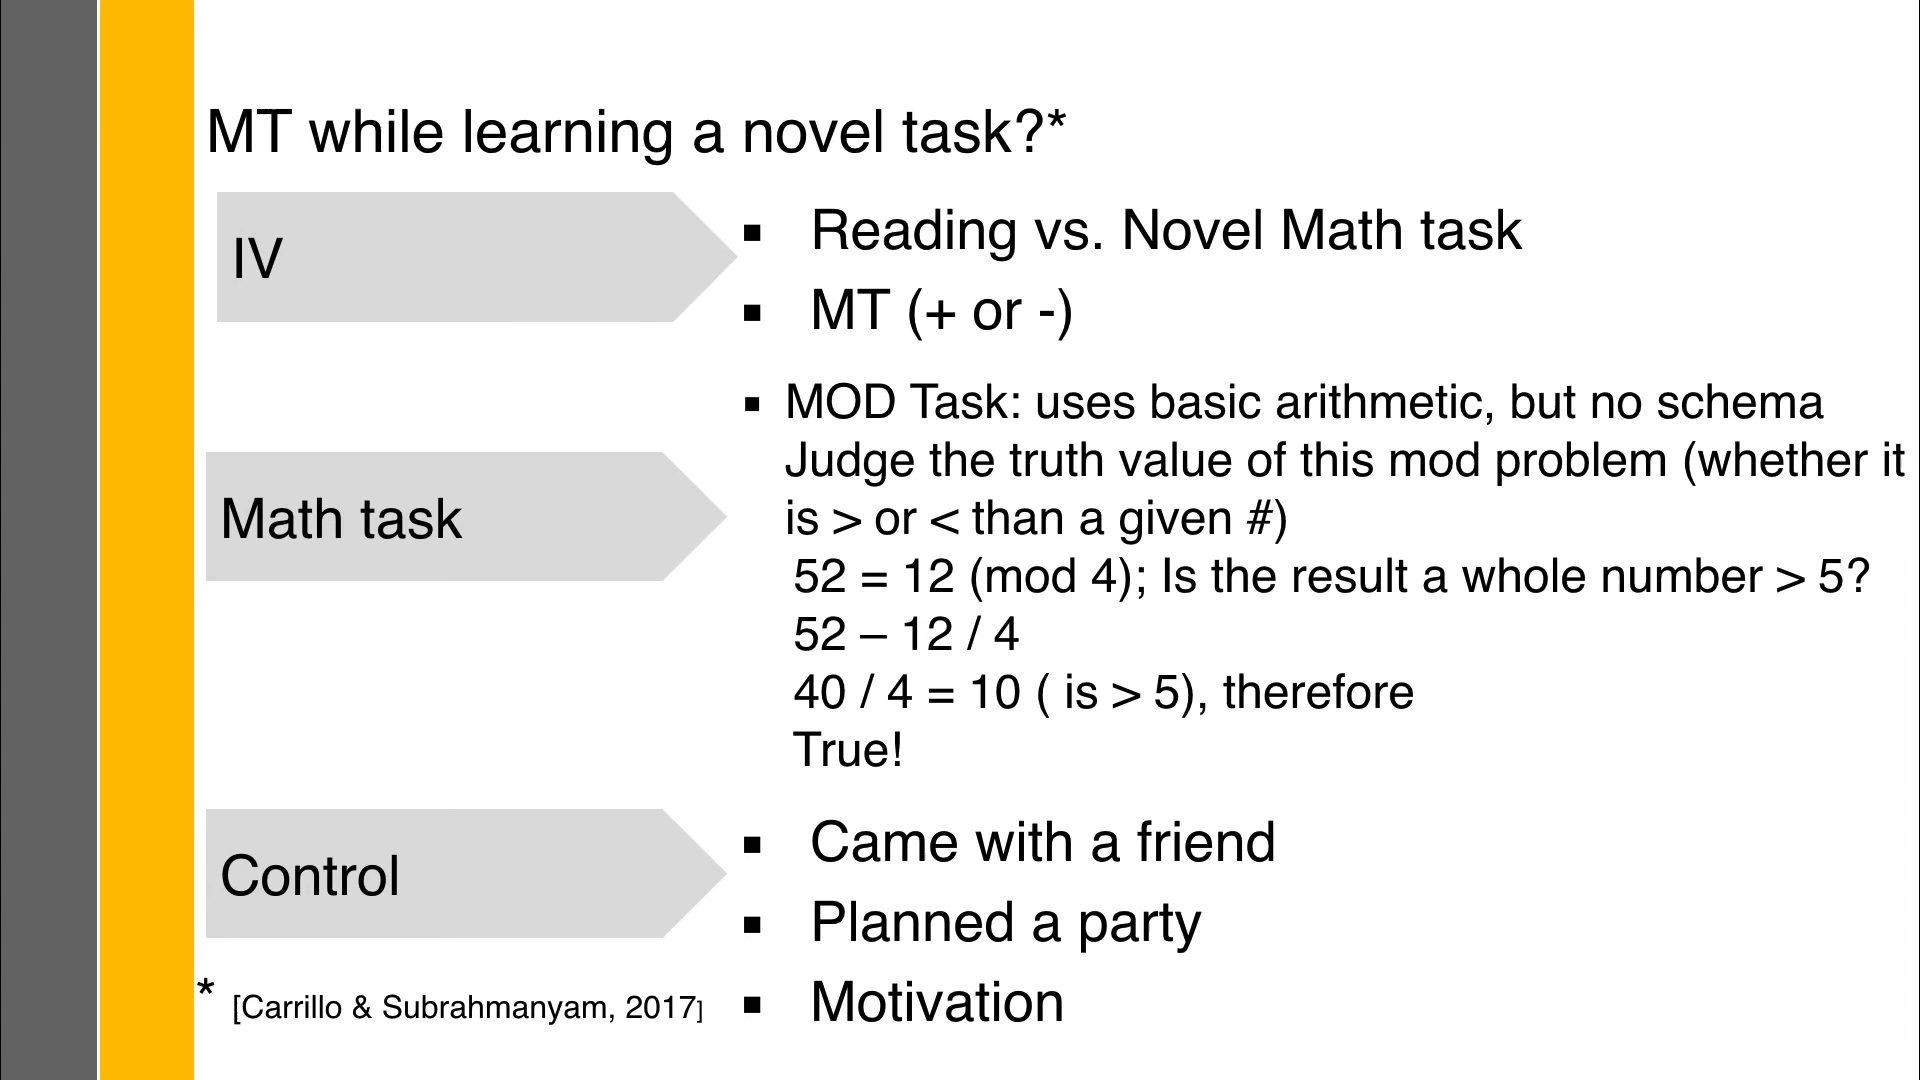 MT while learning a novel task?*
IV
▪ Reading vs. Novel Math task
▪ MT (+ or -)
Math task
▪ MOD Task: uses basic arithmetic, but no schema
Judge the truth value of this mod problem (whether it
is > or < than a given #)
52 = 12 (mod 4); Is the result a whole number > 5?
52 – 12 / 4
40 / 4 = 10 ( is > 5), therefore
True!
Control
▪ Came with a friend
▪ Planned a party
▪ Motivation
* [Carrillo & Subrahmanyam, 2017]